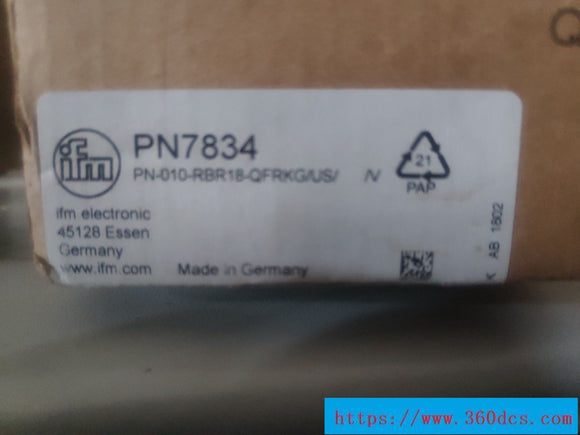 Q
ifm
PN7834
PN-010-RBR18-QFRKG/US/ /V
ifm electronic
45128 Essen
Germany
www.ifm.com
Made in Germany
21
PAP
K AB 1802
https://www.360dcs.com